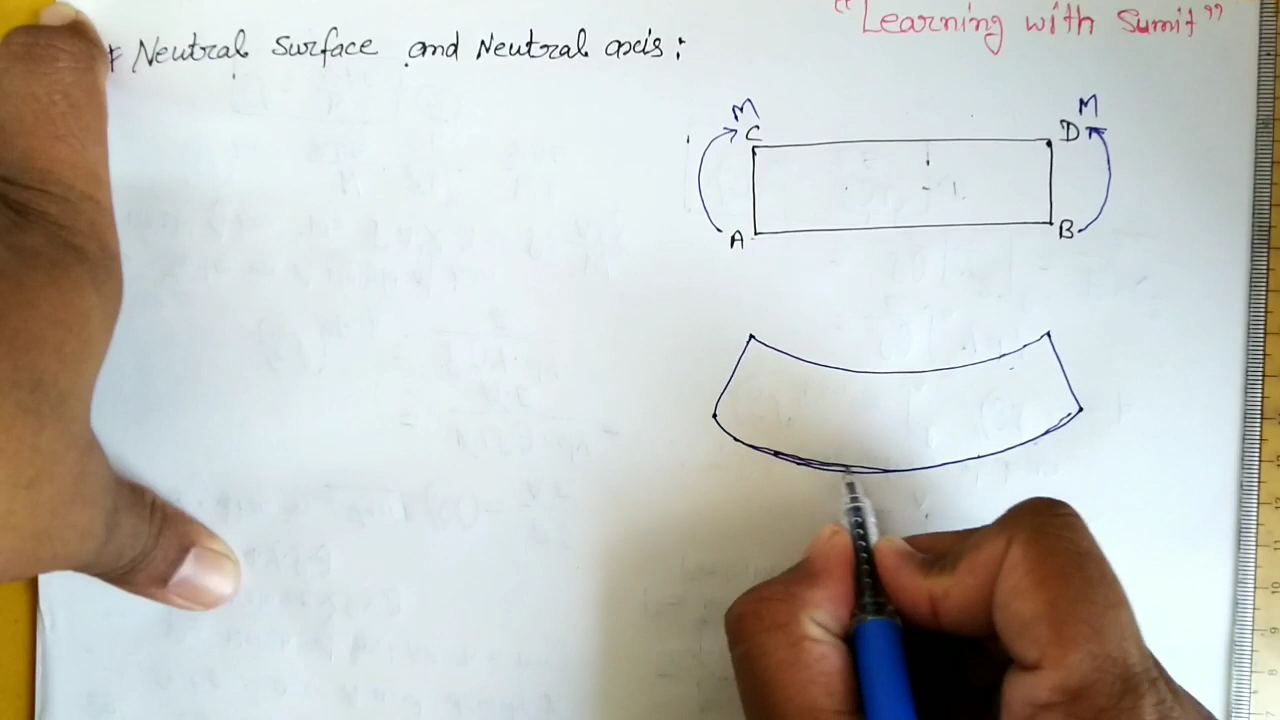 "Learning with Sumit"
* Neutral Surface and Neutral axis:
M M
C D
A B